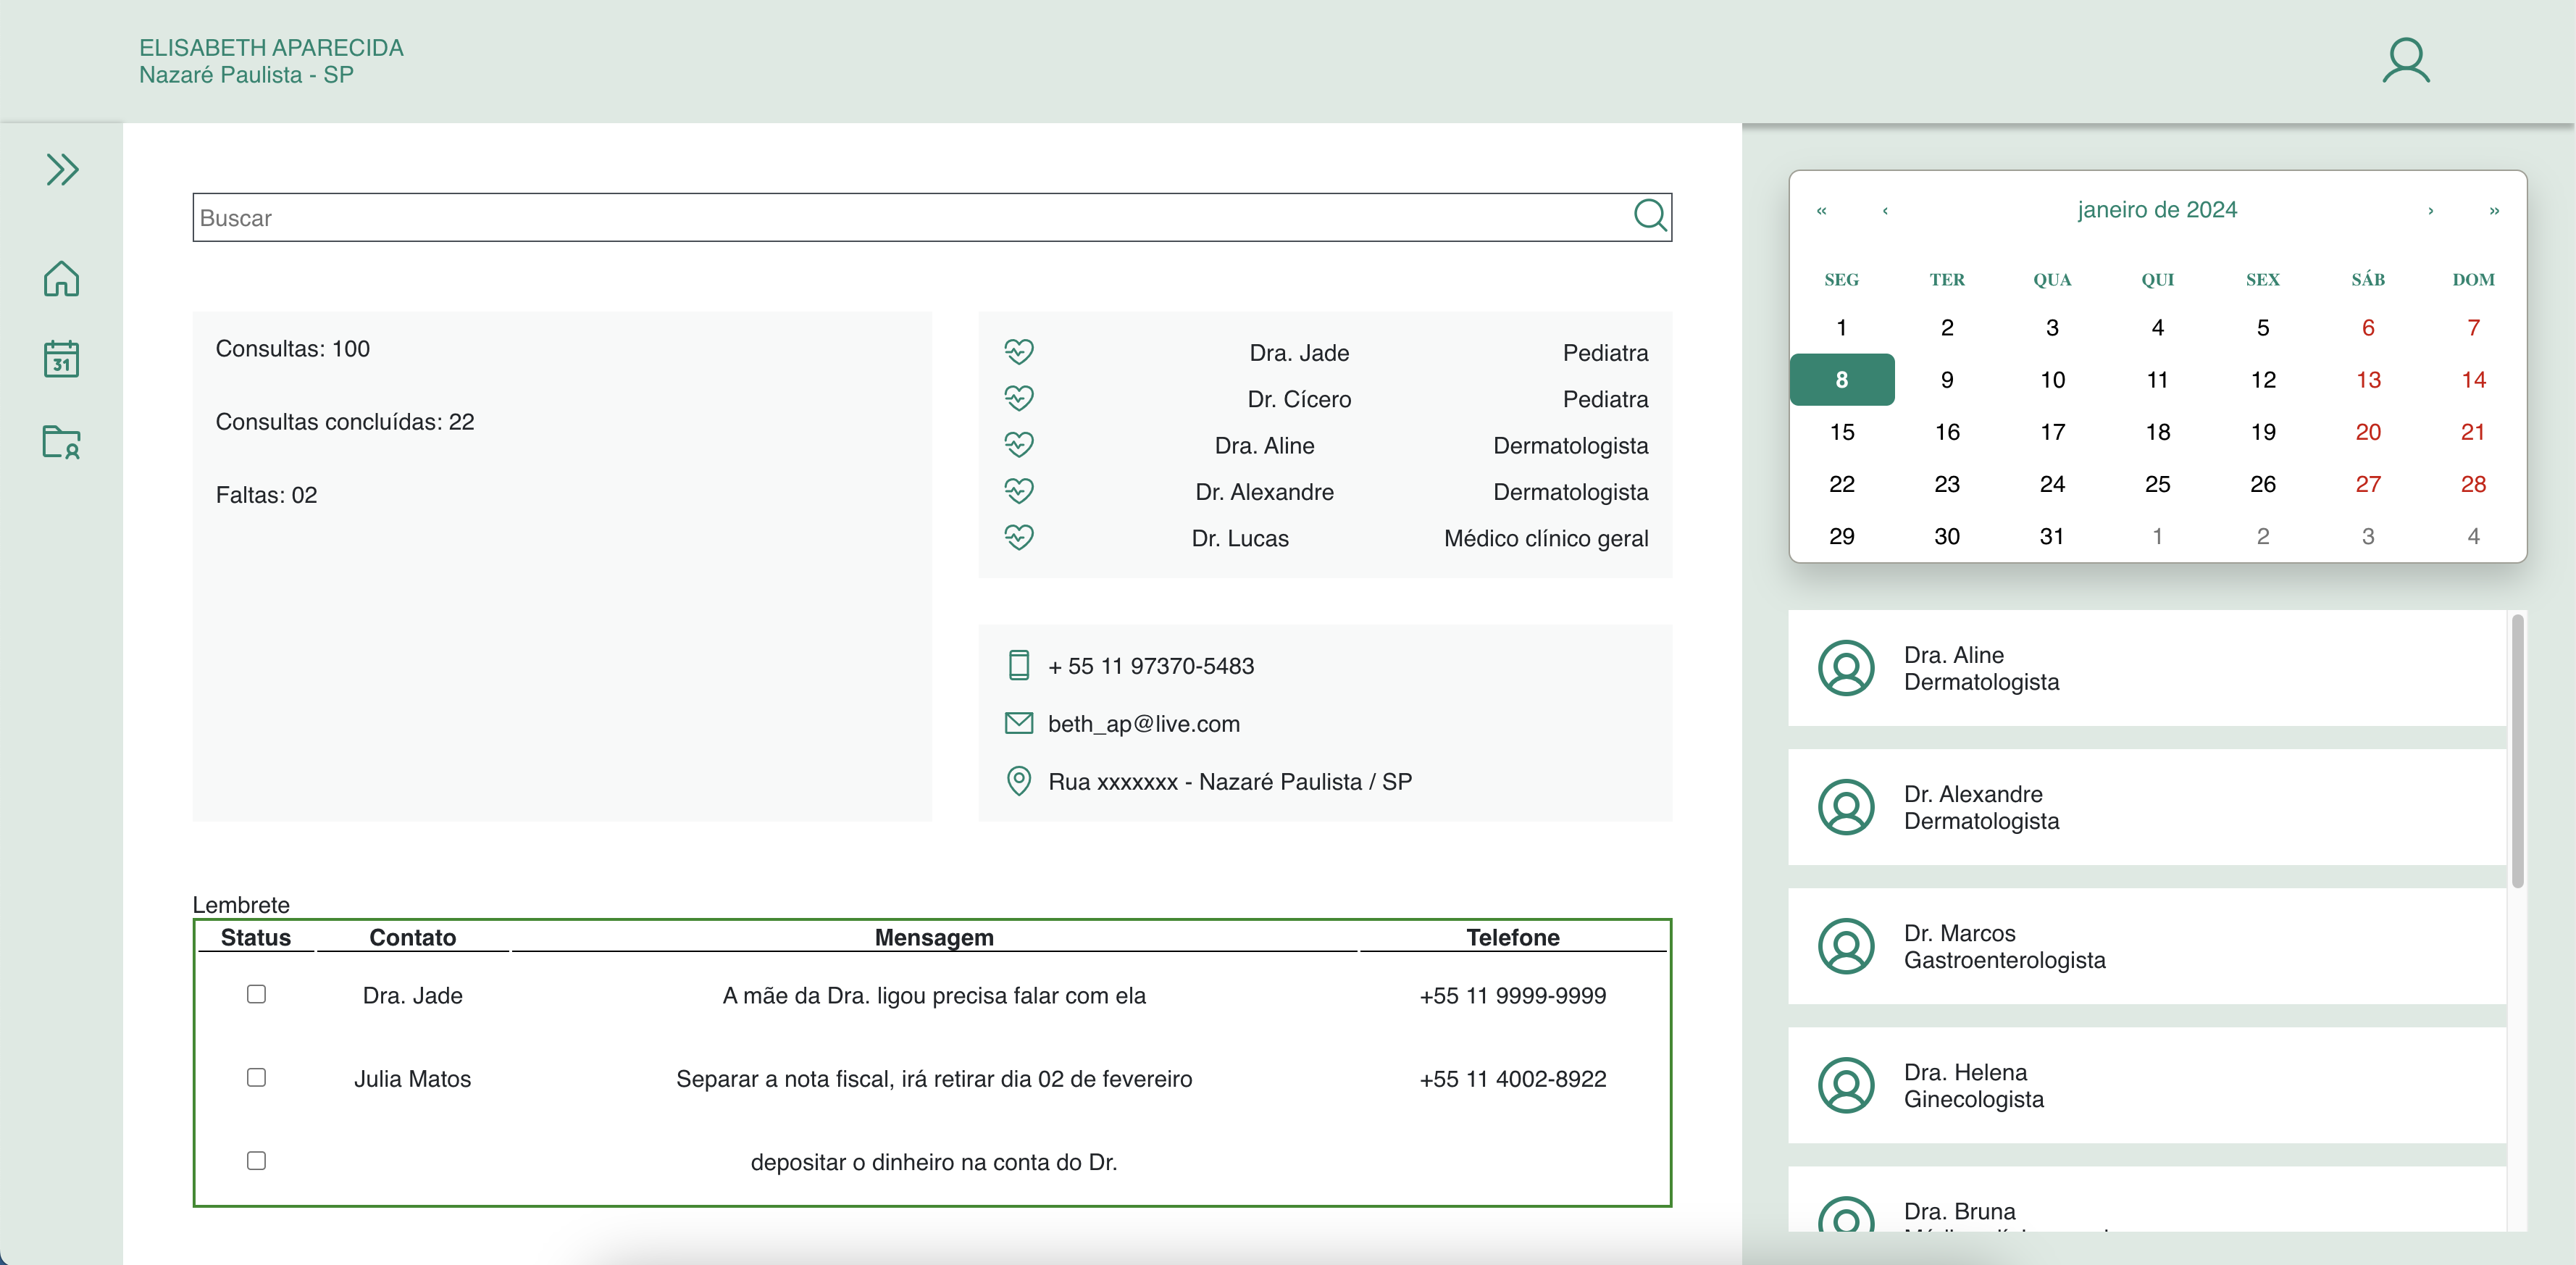 ELISABETH APARECIDA
Nazaré Paulista - SP
Buscar
Consultas: 100
Consultas concluídas: 22
Faltas: 02
Dra. Jade Pediatra
Dr. Cícero Pediatra
Dra. Aline Dermatologista
Dr. Alexandre Dermatologista
Dr. Lucas Médico clínico geral
+ 55 11 97370-5483
beth_ap@live.com
Rua xxxxxxx - Nazaré Paulista / SP
Lembrete
Status Contato Mensagem Telefone
Dra. Jade A mãe da Dra. ligou precisa falar com ela +55 11 9999-9999
Julia Matos Separar a nota fiscal, irá retirar dia 02 de fevereiro +55 11 4002-8922
depositar o dinheiro na conta do Dr.
« ‹ janeiro de 2024 › »
SEG TER QUA QUI SEX SÁB DOM
1 2 3 4 5 6 7
8 9 10 11 12 13 14
15 16 17 18 19 20 21
22 23 24 25 26 27 28
29 30 31 1 2 3 4
Dra. Aline
Dermatologista
Dr. Alexandre
Dermatologista
Dr. Marcos
Gastroenterologista
Dra. Helena
Ginecologista
Dra. Bruna
31